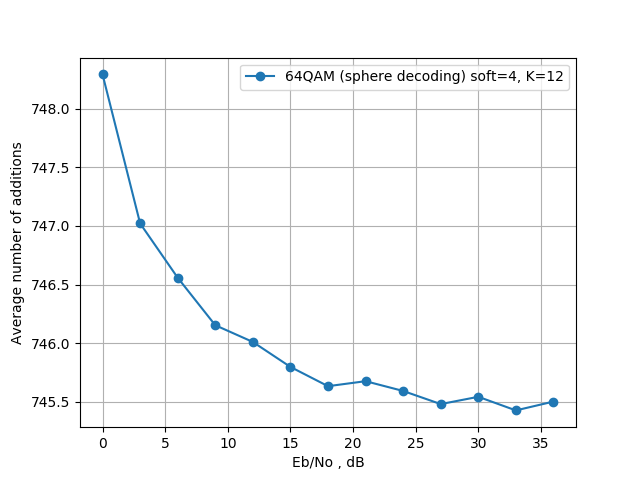 64QAM (sphere decoding) soft=4, K=12
748.0
747.5
747.0
746.5
746.0
745.5
Average number of additions
0 5 10 15 20 25 30 35
Eb/No , dB